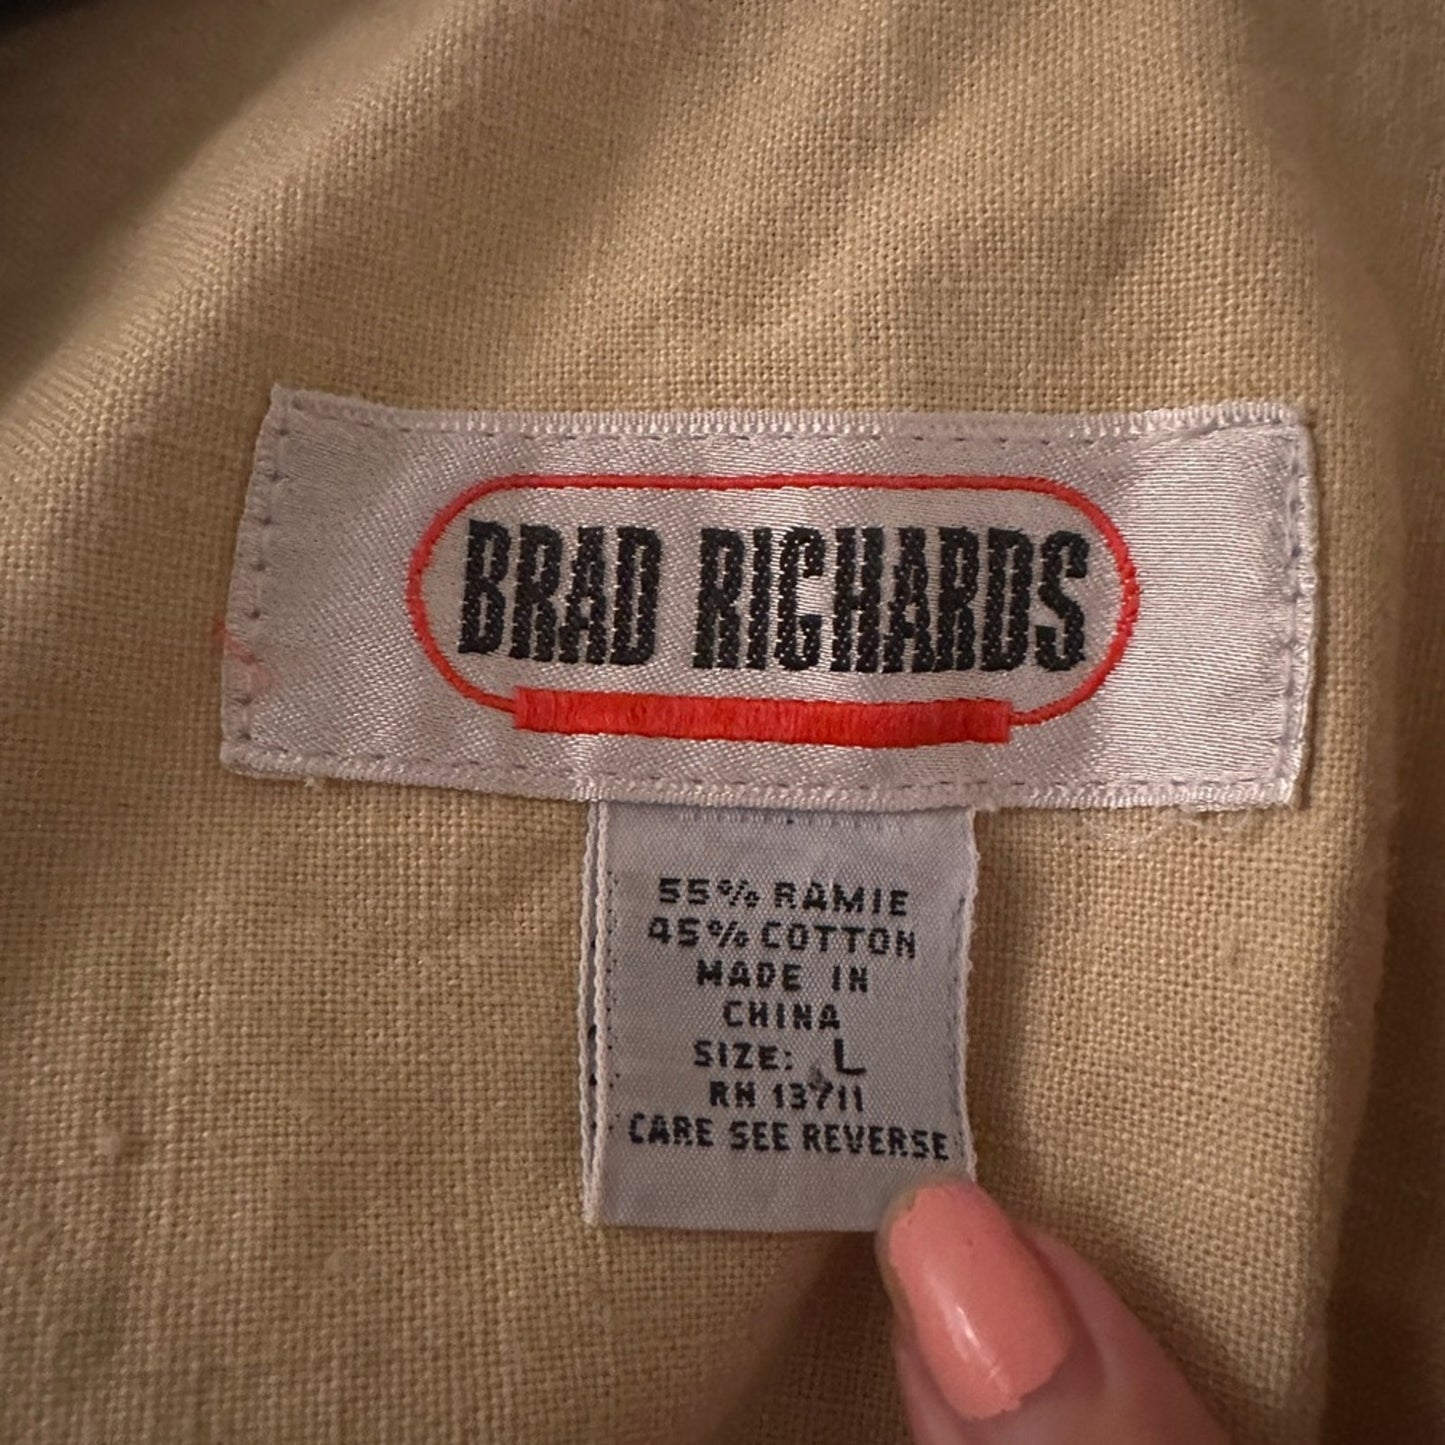 BRAD RICHARDS
55% RAMIE
45% COTTON
MADE IN
CHINA
SIZE: L
RN 13711
CARE SEE REVERSE